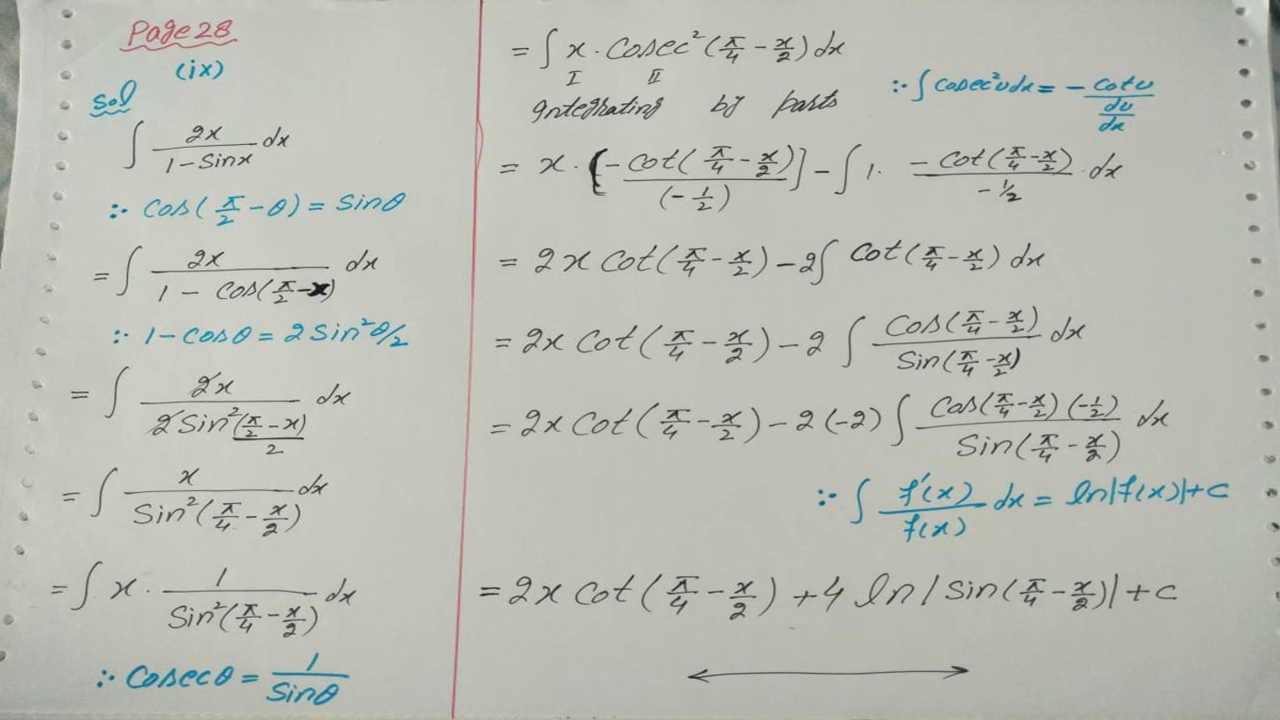 Page 28
(ix)
Sol
∫ 2x / 1 - Sinx dx
∵ Cos(π/2 - θ) = Sinθ
= ∫ 2x / 1 - Cos(π/2 - x) dx
∵ 1 - Cosθ = 2 Sin²θ/2
= ∫ 2x / 2 Sin²(π/2 - x)/2 dx
= ∫ x / Sin²(π/4 - x/2) dx
= ∫ x · 1 / Sin²(π/4 - x/2) dx
∵ Cosecθ = 1 / Sinθ
= ∫ x · Cosec²(π/4 - x/2) dx
I II
Integrating by parts
∵ ∫ Cosec²u dx = - Cot u / du/dx
= x · [- Cot(π/4 - x/2) / (-1/2)] - ∫ 1 · - Cot(π/4 - x/2) / -1/2 · dx
= 2x Cot(π/4 - x/2) - 2∫ Cot(π/4 - x/2) dx
= 2x Cot(π/4 - x/2) - 2 ∫ Cos(π/4 - x/2) / Sin(π/4 - x/2) dx
= 2x Cot(π/4 - x/2) - 2(-2) ∫ Cos(π/4 - x/2)(-1/2) / Sin(π/4 - x/2) dx
∵ ∫ f'(x) / f(x) dx = ln|f(x)| + c
= 2x Cot(π/4 - x/2) + 4 ln|Sin(π/4 - x/2)| + c